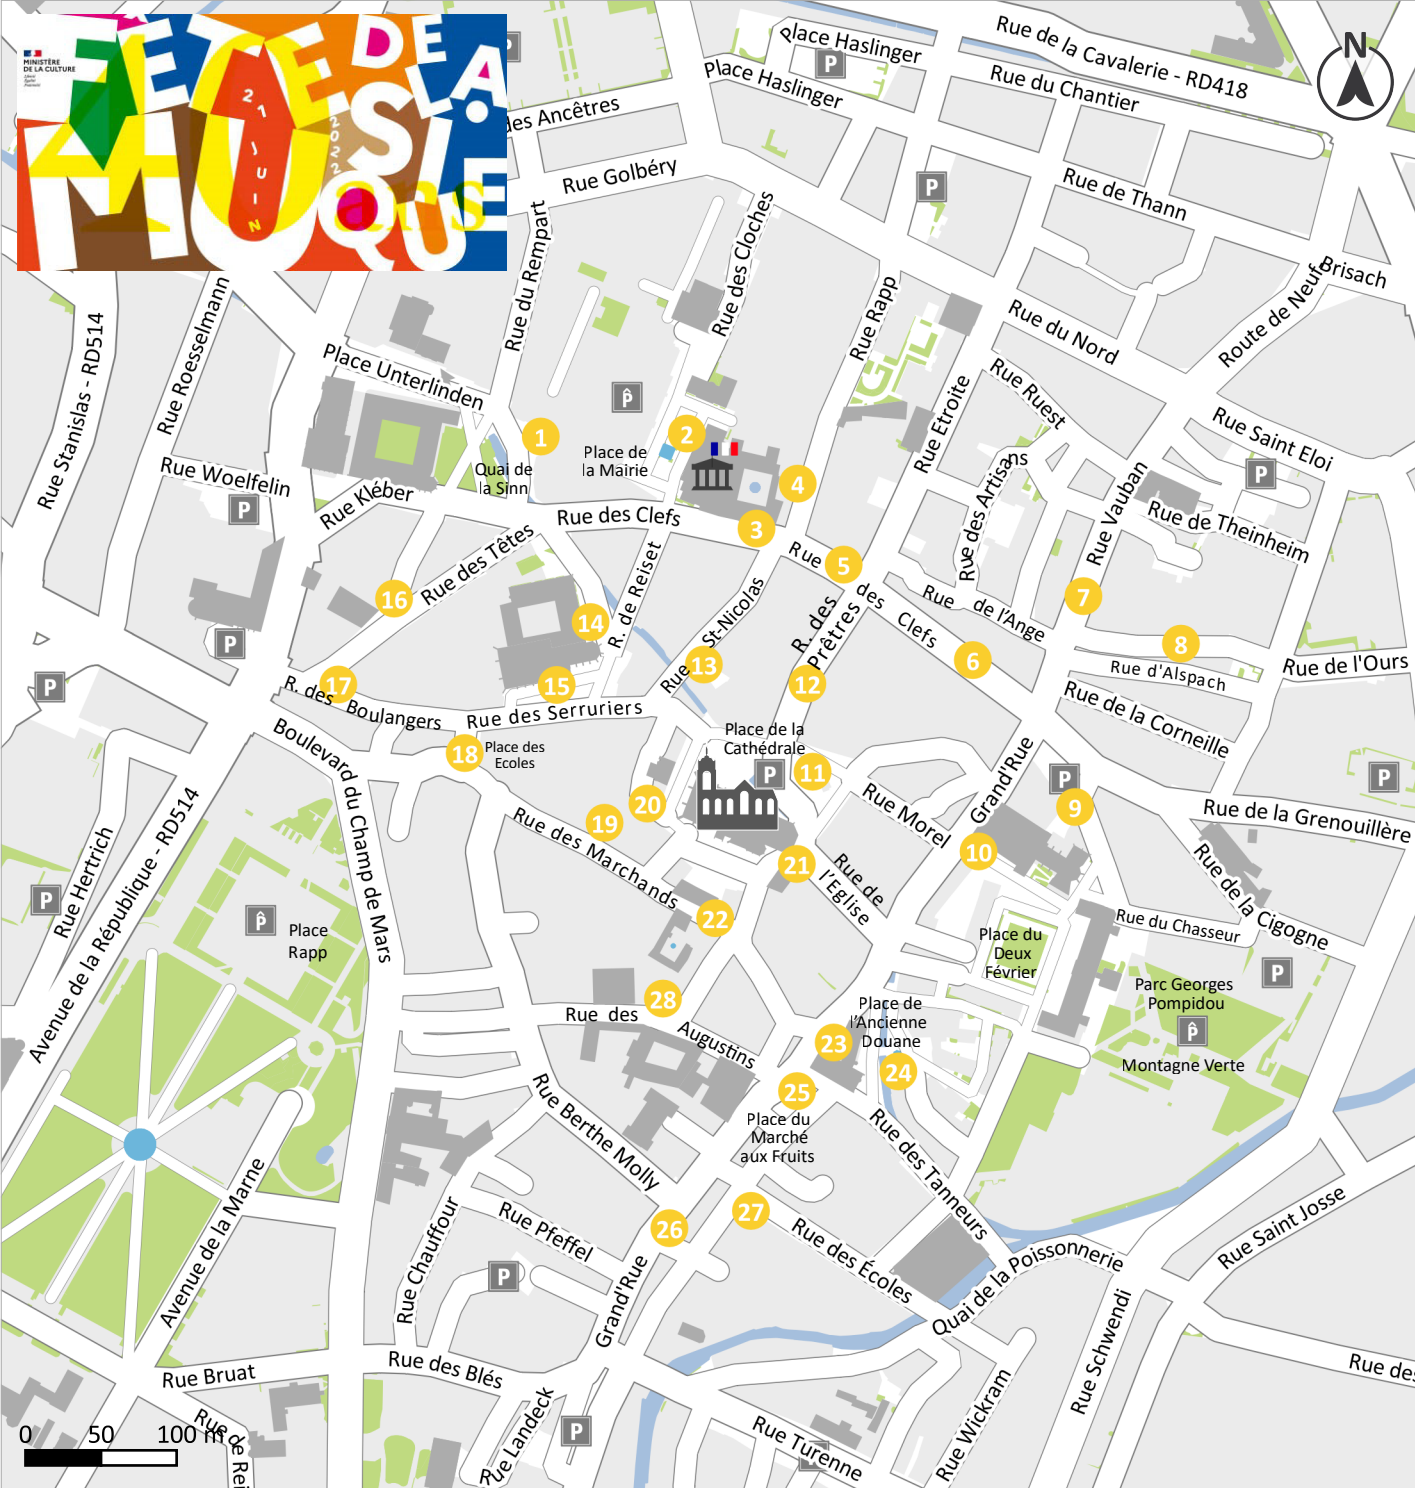 FÊTE DE LA
MUSIQUE
MINISTÈRE
DE LA CULTURE
Liberté
Égalité
Fraternité
21 JUIN
2022
40
ans
N
P
Place Haslinger
P
Rue de la Cavalerie - RD418
Place Haslinger
Rue du Chantier
des Ancêtres
Rue Golbéry
P
Rue de Thann
Rue du Rempart
Rue des Cloches
Brisach
Route de Neuf
Rue Rapp
Rue du Nord
Rue Stanislas - RD514
Rue Roesselmann
Place Unterlinden
Rue Ruest
Rue Etroite
P
1
2
Place de
la Mairie
Rue Saint Eloi
Quai de
la Sinn
4
Rue des Artisans
P
Rue Woelfelin
P
Rue Kléber
Rue des Clefs
3
Rue Vauban
Rue de Theinheim
Rue des Têtes
Rue des Clefs
5
R. de Reiset
16
Rue St-Nicolas
R. des
Prêtres
Rue de l'Ange
7
14
P
6
8
13
Rue d'Alspach
Rue de l'Ours
P
17
15
12
R. des Boulangers
Rue des Serruriers
Rue de la Corneille
Place de la
Cathédrale
18
Place des
Ecoles
Boulevard du Champ de Mars
P
11
P
P
Grand'Rue
20
9
Rue de la Grenouillère
19
Rue Morel
10
Rue des Marchands
21
Rue de
l'Eglise
Rue de la Cigogne
Rue Hertrich
P
Avenue de la République - RD514
P
Place
Rapp
22
Rue du Chasseur
Place du
Deux
Février
P
Parc Georges
Pompidou
P
Montagne Verte
28
Rue des
Augustins
Place de
l'Ancienne
Douane
23
24
25
Place du
Marché
aux Fruits
Rue Berthe Molly
Rue des Tanneurs
Avenue de la Marne
Rue Chauffour
Rue Pfeffel
26
27
Rue des Écoles
Quai de la Poissonnerie
Rue Saint Josse
P
Grand'Rue
Rue Schwendi
Rue Bruat
Rue des Blés
Rue des
Rue Landeck
P
Rue Turenne
Rue Wickram
Rue de Rei
0 50 100 m